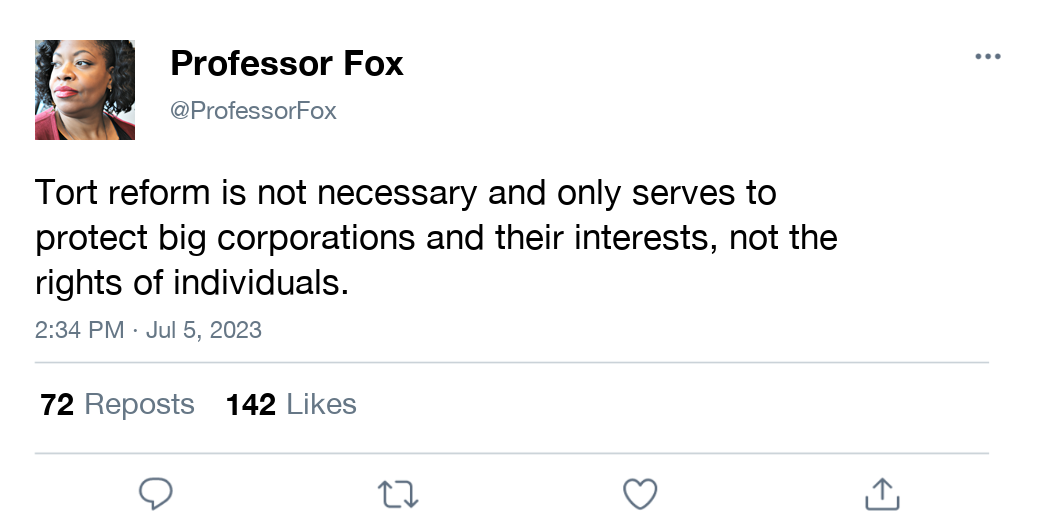 Professor Fox
@ProfessorFox
Tort reform is not necessary and only serves to
protect big corporations and their interests, not the
rights of individuals.
2:34 PM · Jul 5, 2023
72 Reposts 142 Likes